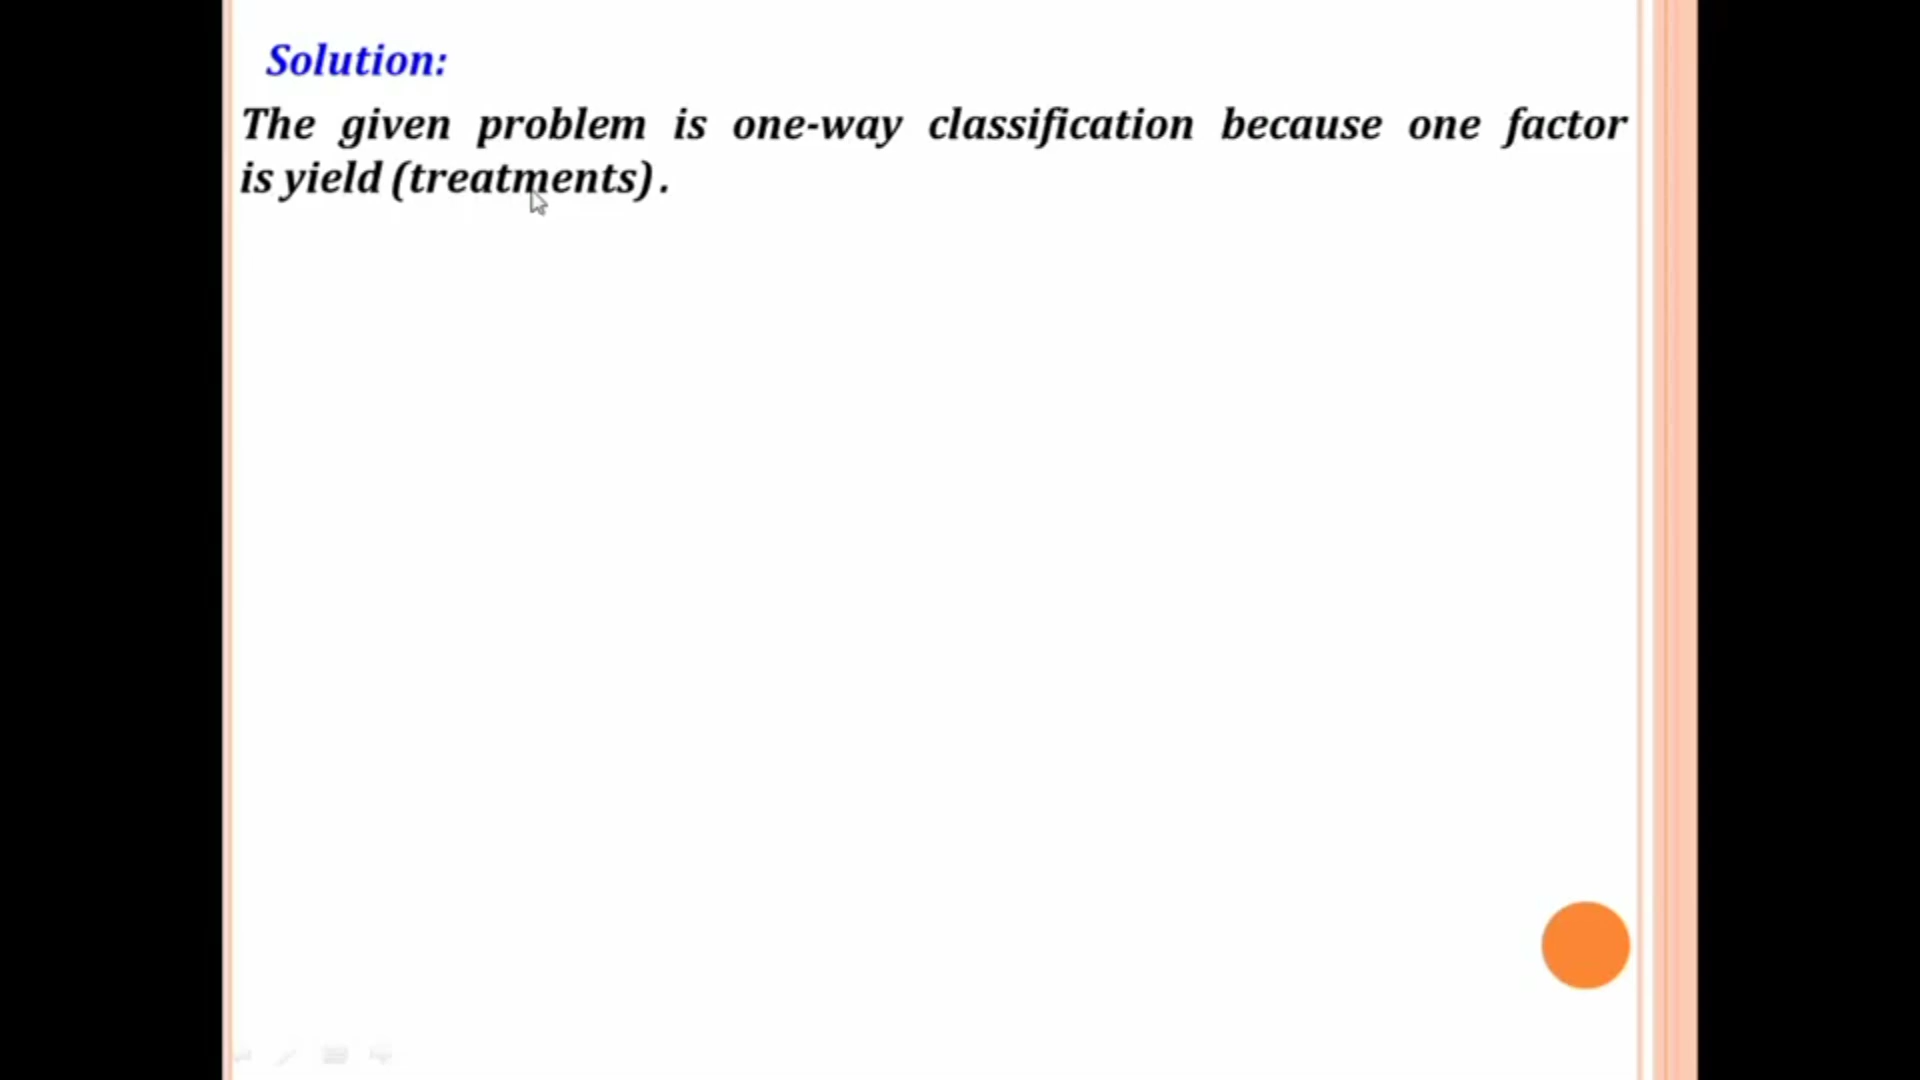 Solution:
The given problem is one-way classification because one factor
is yield (treatments).